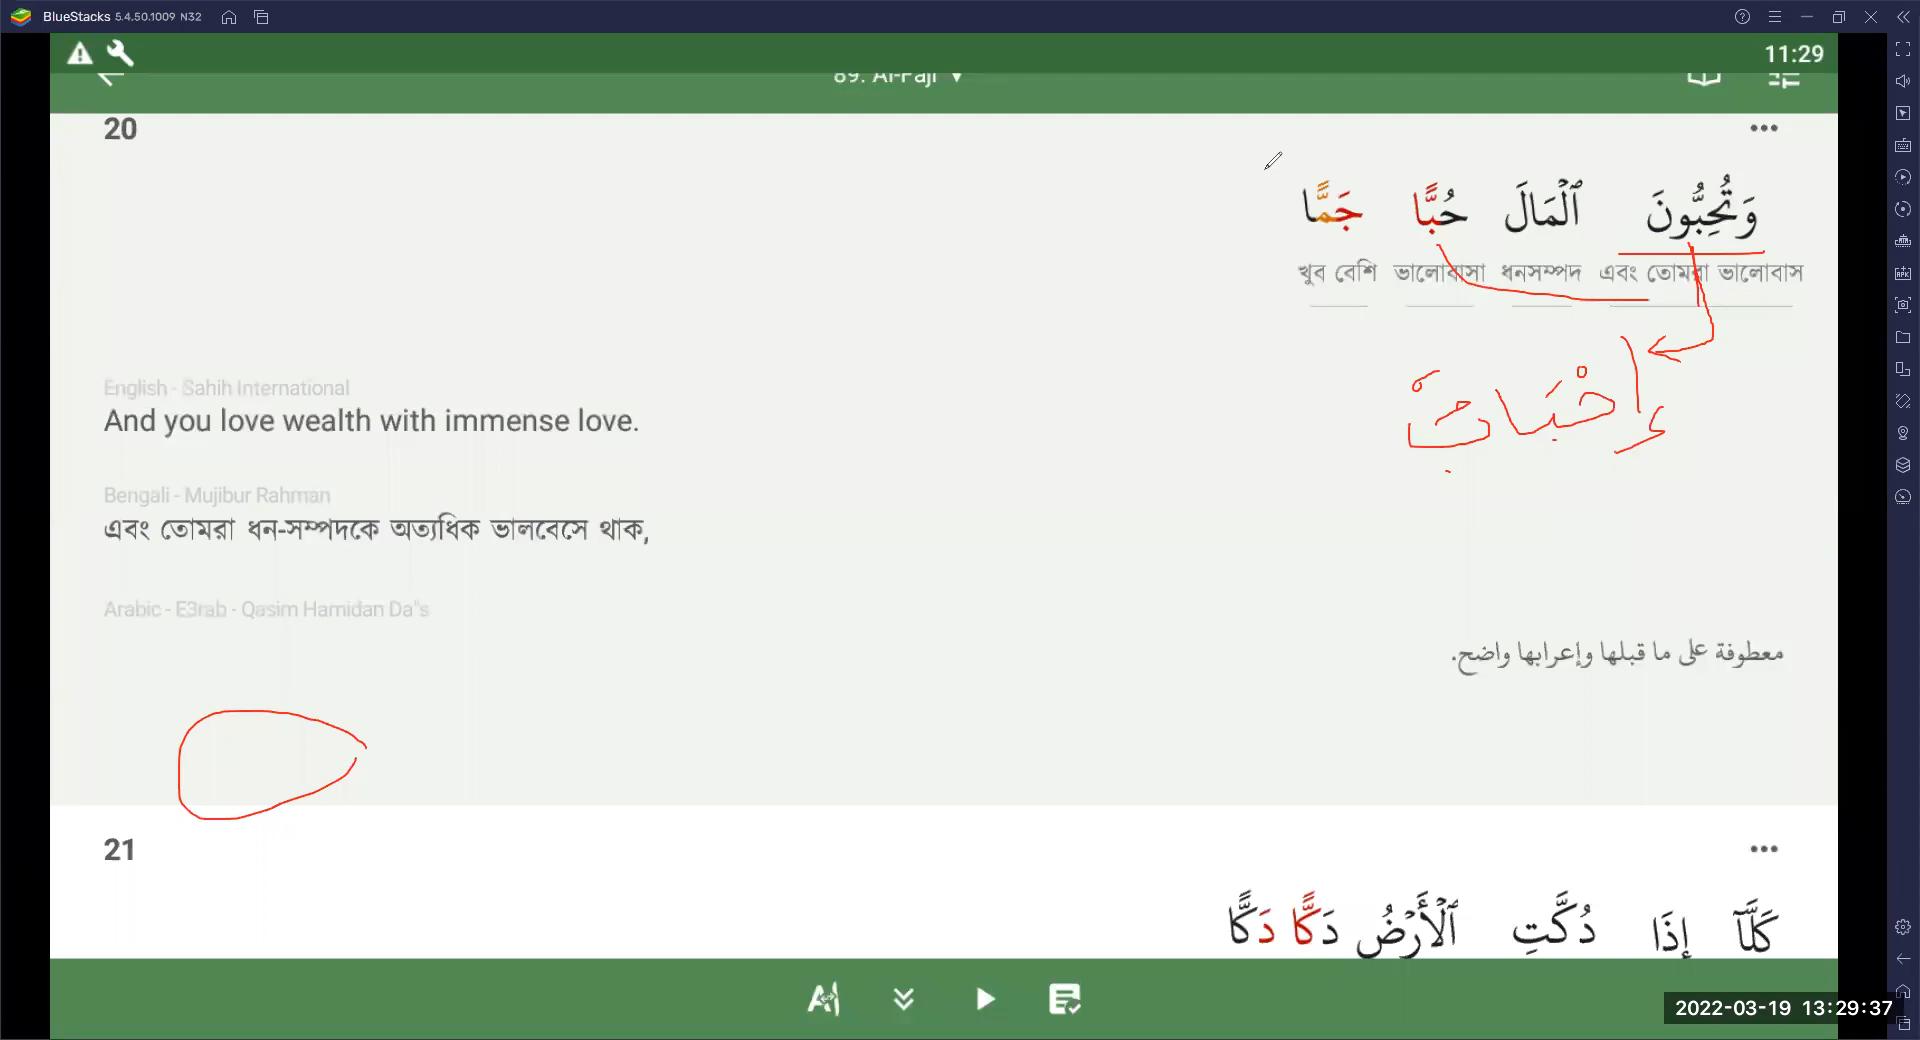 BlueStacks 5.4.50.1009 N32
11:29
89. Al-Fajr ▼
20
وَتُحِبُّونَ ٱلْمَالَ حُبًّا جَمًّا
এবং তোমরা ভালোবাস ধনসম্পদ ভালোবাসা খুব বেশি
English - Sahih International
And you love wealth with immense love.
Bengali - Mujibur Rahman
এবং তোমরা ধন-সম্পদকে অত্যধিক ভালবেসে থাক,
Arabic - E3rab - Qasim Hamidan Da"s
معطوفة على ما قبلها وإعرابها واضح.
21
كَلَّآ إِذَا دُكَّتِ ٱلْأَرْضُ دَكًّا دَكًّا
2022-03-19 13:29:37